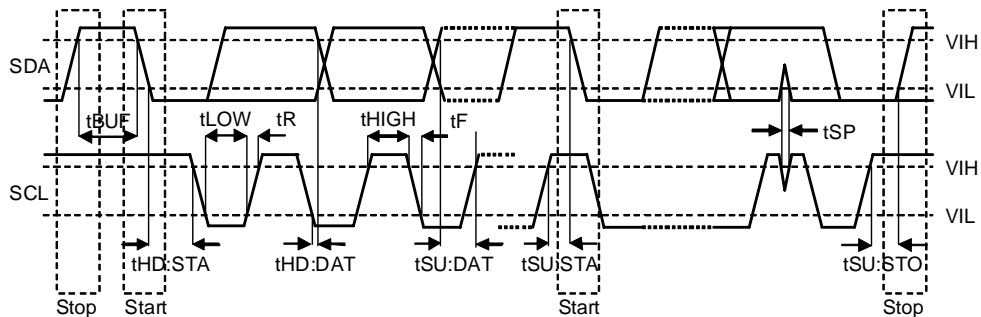 VIH
SDA
VIL
tBUF
tLOW
tR
tHIGH
tF
tSP
VIH
SCL
VIL
tHD:STA
tHD:DAT
tSU:DAT
tSU:STA
tSU:STO
Stop
Start
Start
Stop